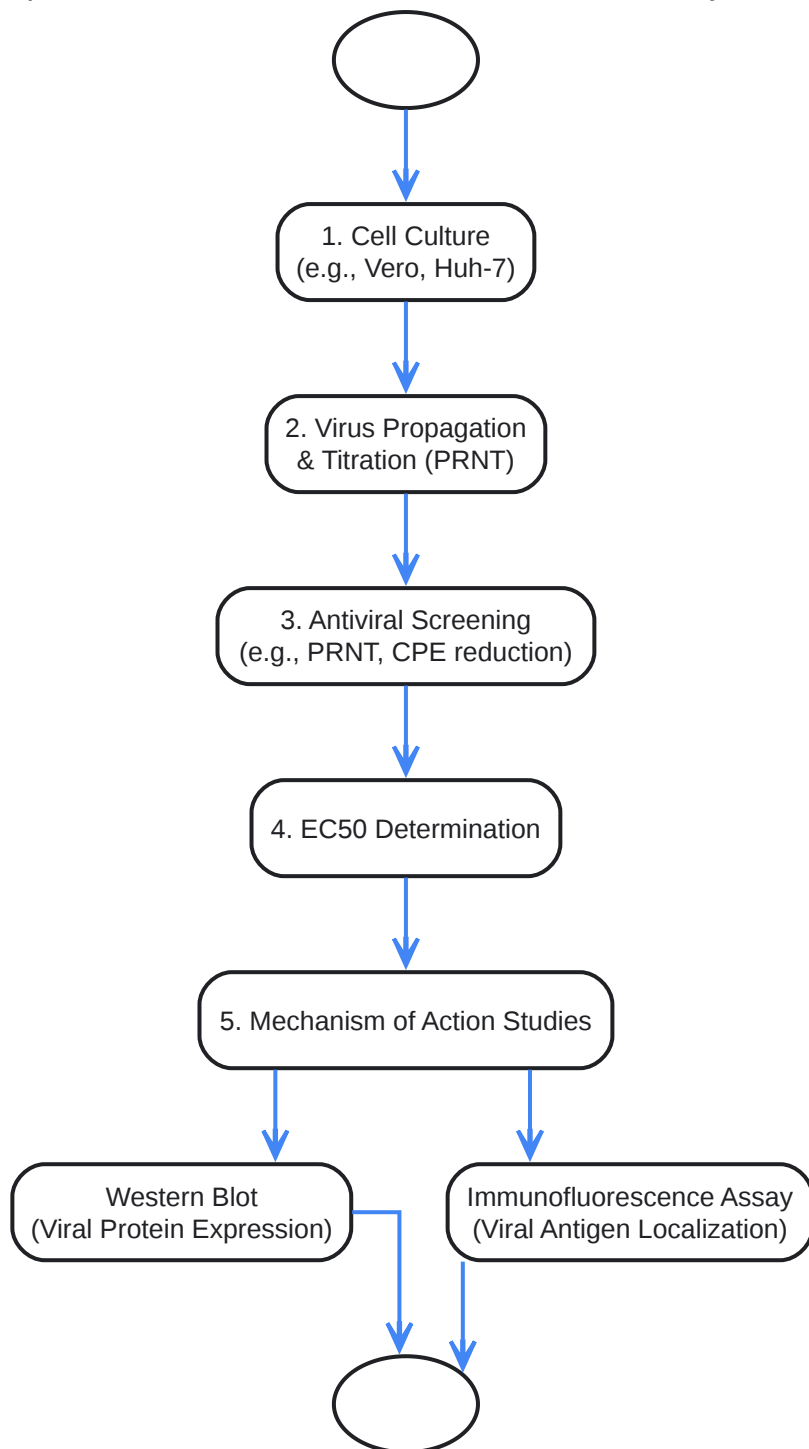 1. Cell Culture
(e.g., Vero, Huh-7)
2. Virus Propagation
& Titration (PRNT)
3. Antiviral Screening
(e.g., PRNT, CPE reduction)
4. EC50 Determination
5. Mechanism of Action Studies
Western Blot
(Viral Protein Expression)
Immunofluorescence Assay
(Viral Antigen Localization)